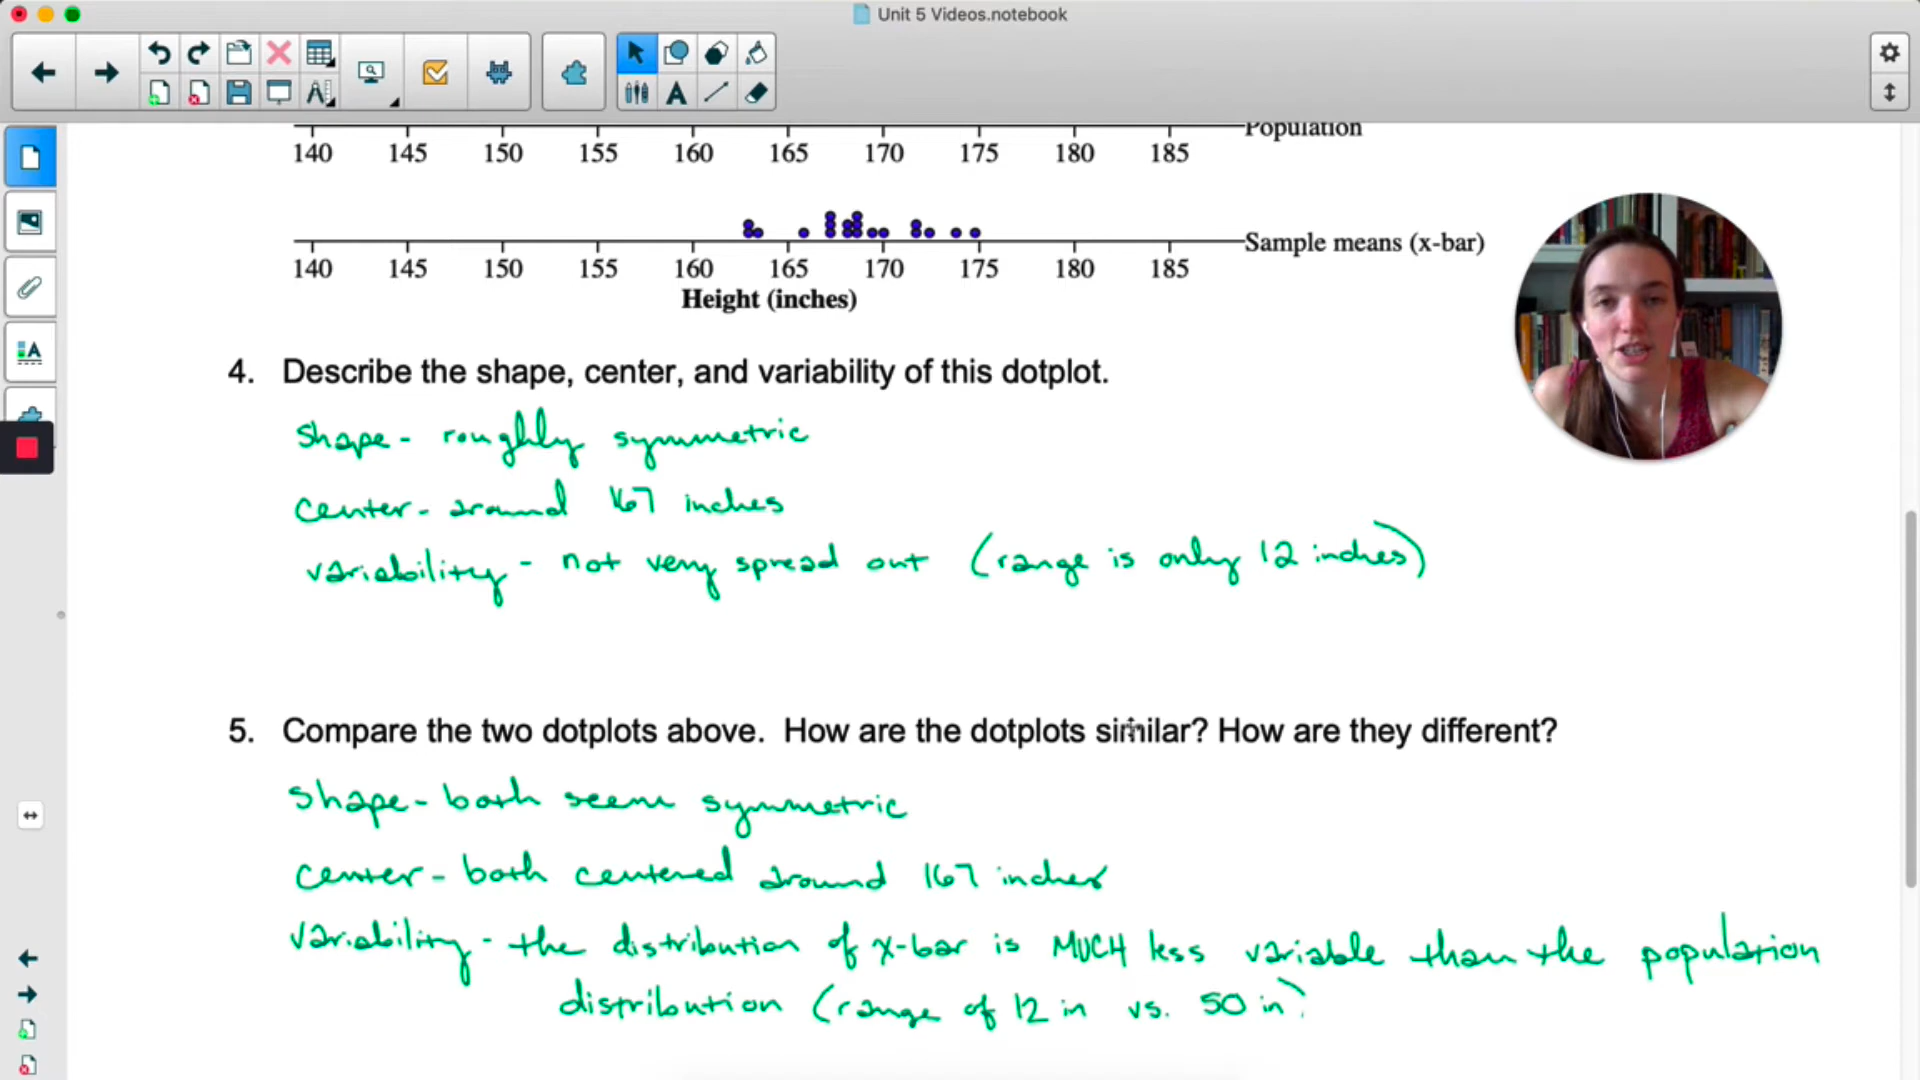 Unit 5 Videos.notebook
Population
140 145 150 155 160 165 170 175 180 185
Sample means (x-bar)
140 145 150 155 160 165 170 175 180 185
Height (inches)
4. Describe the shape, center, and variability of this dotplot.
Shape - roughly symmetric
Center - around 167 inches
variability - not very spread out (range is only 12 inches)
5. Compare the two dotplots above. How are the dotplots similar? How are they different?
Shape - both seem symmetric
Center - both centered around 167 inches
Variability - the distribution of x-bar is MUCH less variable than the population
distribution (range of 12 in vs. 50 in)